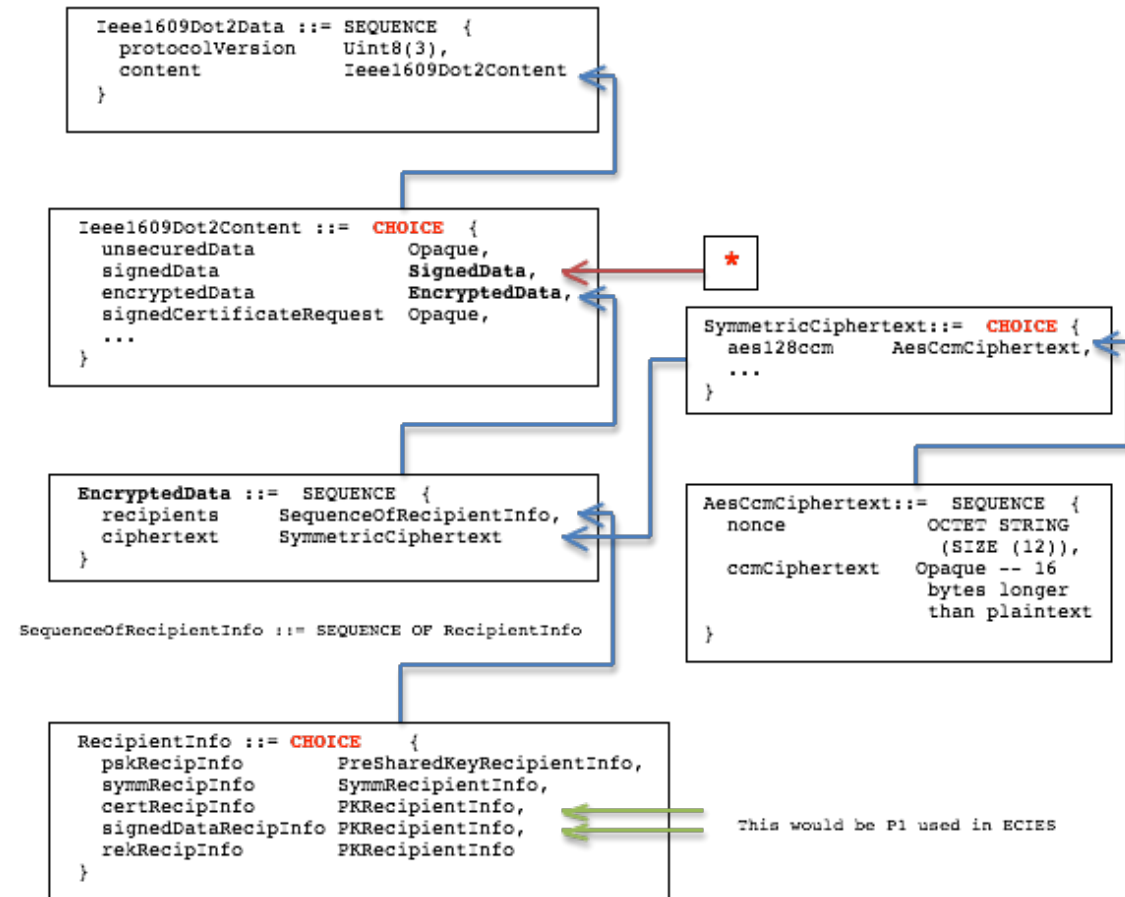 Ieee1609Dot2Data ::= SEQUENCE {
protocolVersion Uint8(3),
content Ieee1609Dot2Content
}
Ieee1609Dot2Content ::= CHOICE {
unsecuredData Opaque,
signedData SignedData,
encryptedData EncryptedData,
signedCertificateRequest Opaque,
...
}
*
SymmetricCiphertext::= CHOICE {
aes128ccm AesCcmCiphertext,
...
}
EncryptedData ::= SEQUENCE {
recipients SequenceOfRecipientInfo,
ciphertext SymmetricCiphertext
}
AesCcmCiphertext::= SEQUENCE {
nonce OCTET STRING
(SIZE (12)),
ccmCiphertext Opaque -- 16
bytes longer
than plaintext
}
SequenceOfRecipientInfo ::= SEQUENCE OF RecipientInfo
RecipientInfo ::= CHOICE {
pskRecipInfo PreSharedKeyRecipientInfo,
symmRecipInfo SymmRecipientInfo,
certRecipInfo PKRecipientInfo,
signedDataRecipInfo PKRecipientInfo,
rekRecipInfo PKRecipientInfo
}
This would be P1 used in ECIES